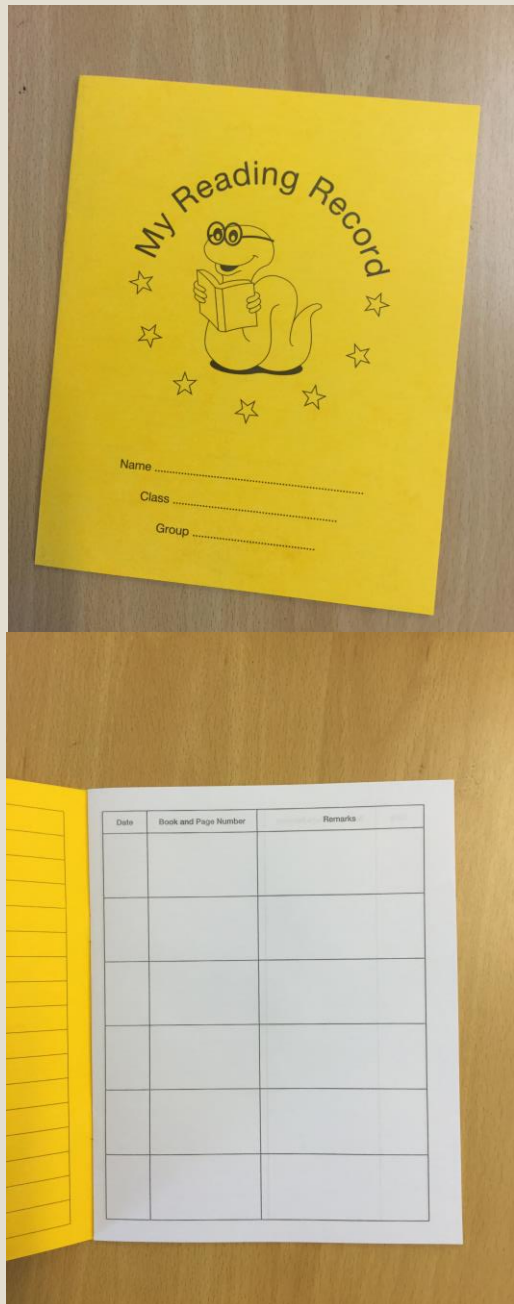 My Reading Record
Name ........................................................
Class ............................................
Group .................................
Date Book and Page Number Remarks